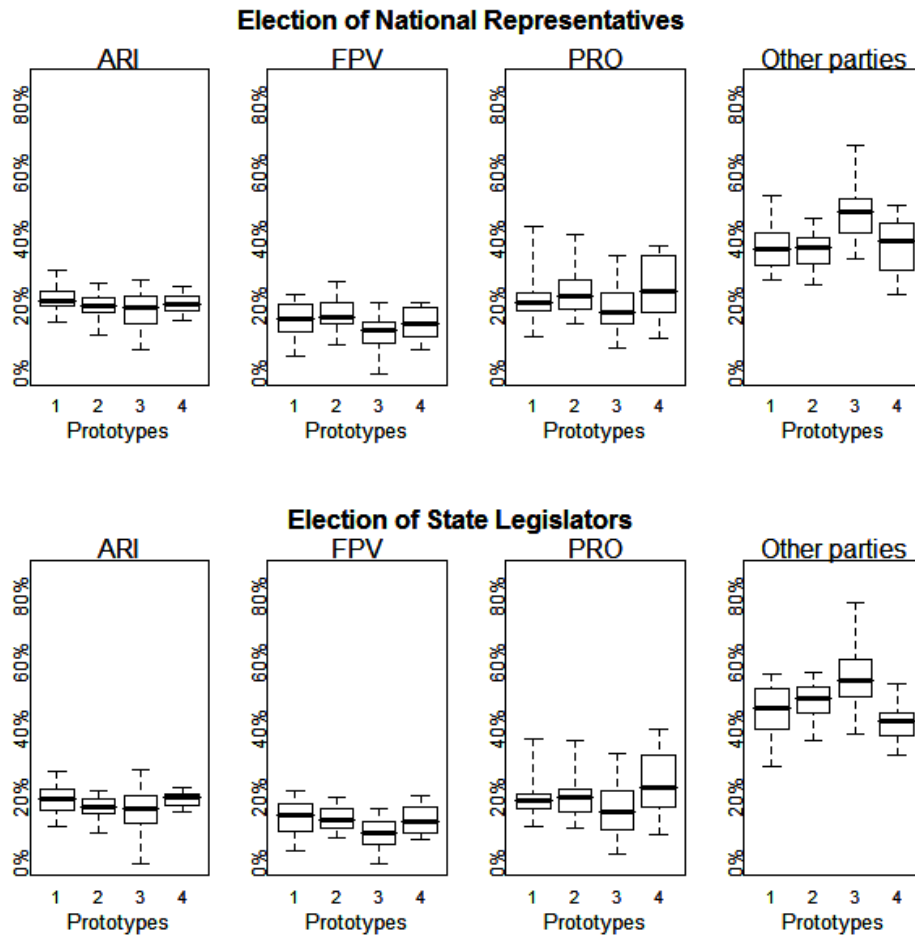 Election of National Representatives
ARI FPV PRO Other parties
80% 80% 80% 80%
60% 60% 60% 60%
40% 40% 40% 40%
20% 20% 20% 20%
0% 0% 0% 0%
1 2 3 4 1 2 3 4 1 2 3 4 1 2 3 4
Prototypes Prototypes Prototypes Prototypes
Election of State Legislators
ARI FPV PRO Other parties
80% 80% 80% 80%
60% 60% 60% 60%
40% 40% 40% 40%
20% 20% 20% 20%
0% 0% 0% 0%
1 2 3 4 1 2 3 4 1 2 3 4 1 2 3 4
Prototypes Prototypes Prototypes Prototypes